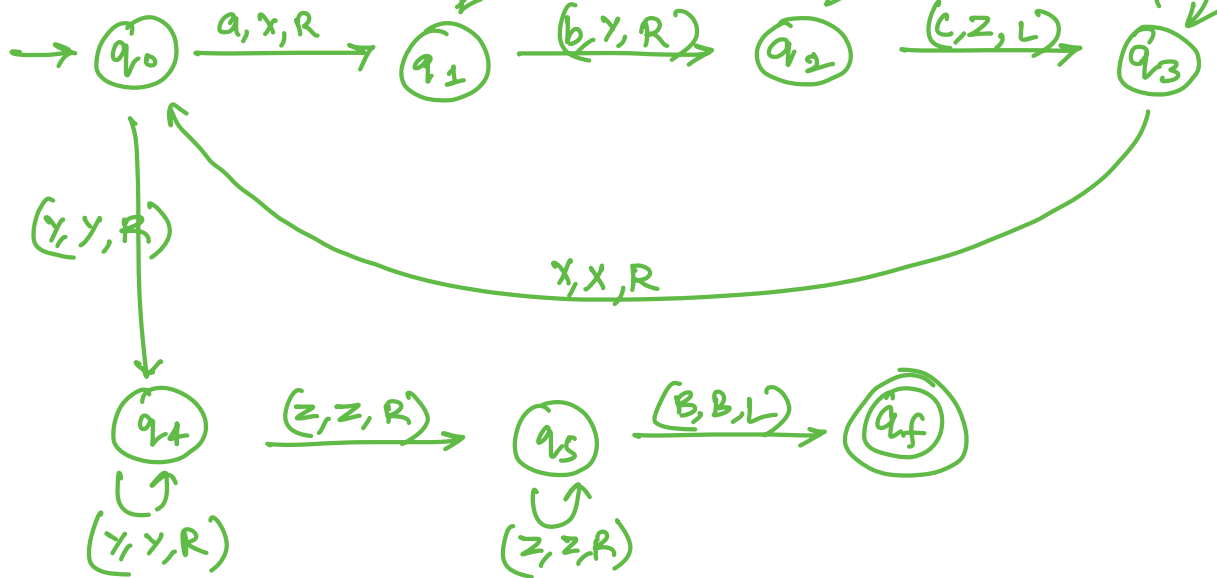 a, X, R
(b, Y, R)
(C, Z, L)
q0
q1
q2
q3
(Y, Y, R)
X, X, R
(Z, Z, R)
(B, B, L)
q4
q5
qf
(Y, Y, R)
(Z, Z, R)